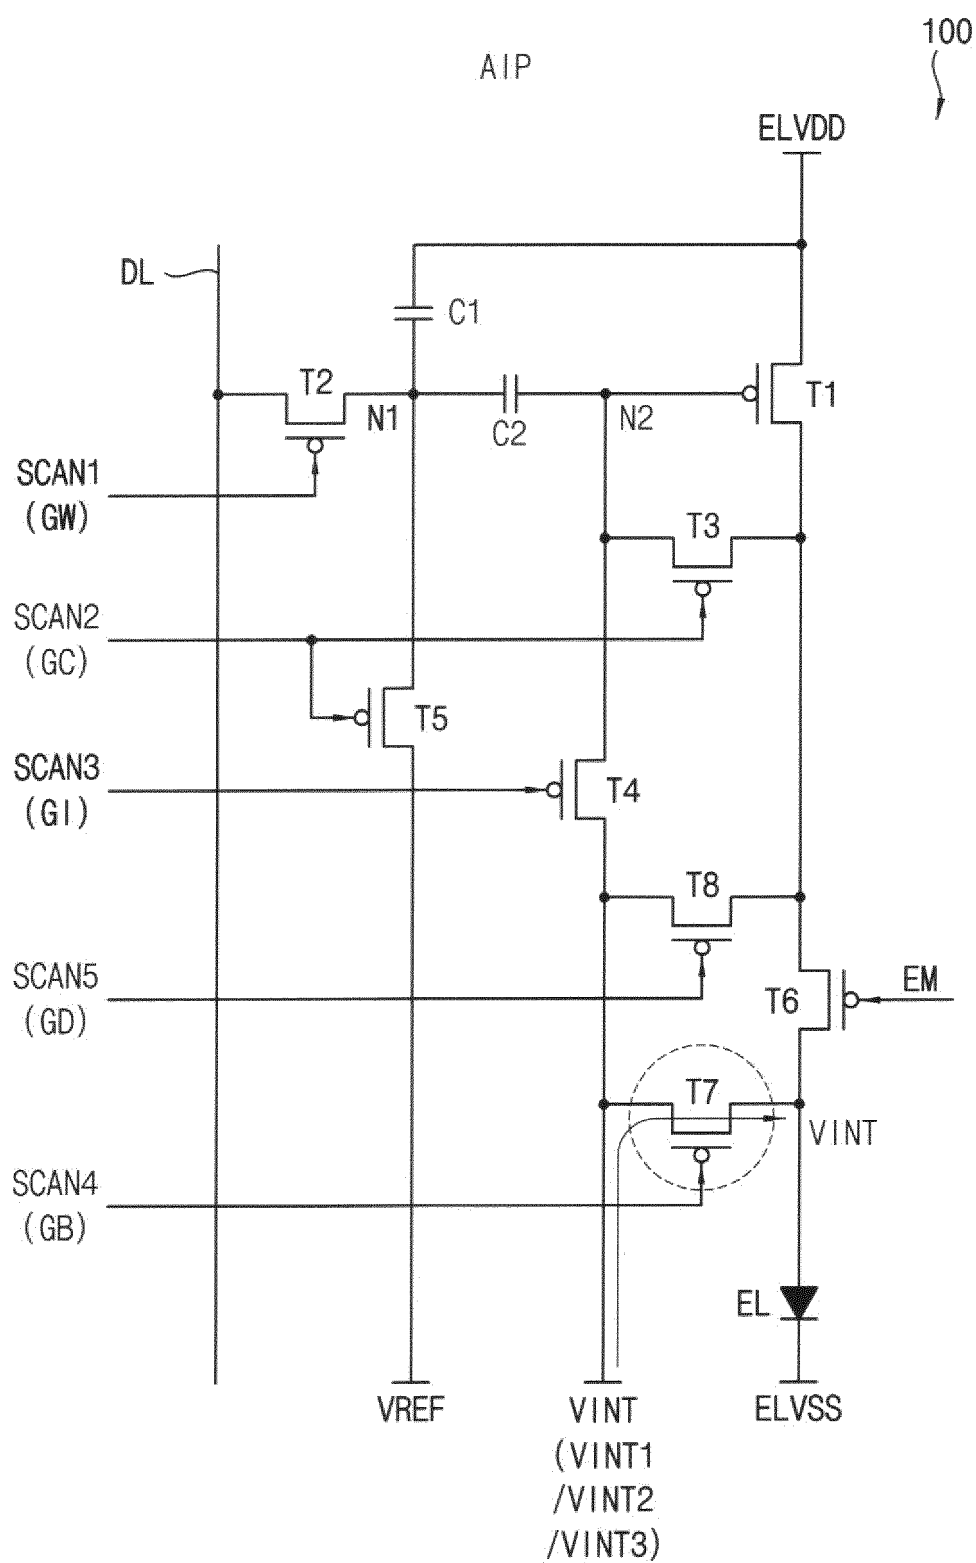 100
AIP
ELVDD
DL
C1
T2
T1
N1
C2
N2
SCAN1
(GW)
T3
SCAN2
(GC)
T5
SCAN3
(GI)
T4
T8
SCAN5
(GD)
T6
EM
T7
VINT
SCAN4
(GB)
EL
VREF
VINT
(VINT1
/VINT2
/VINT3)
ELVSS